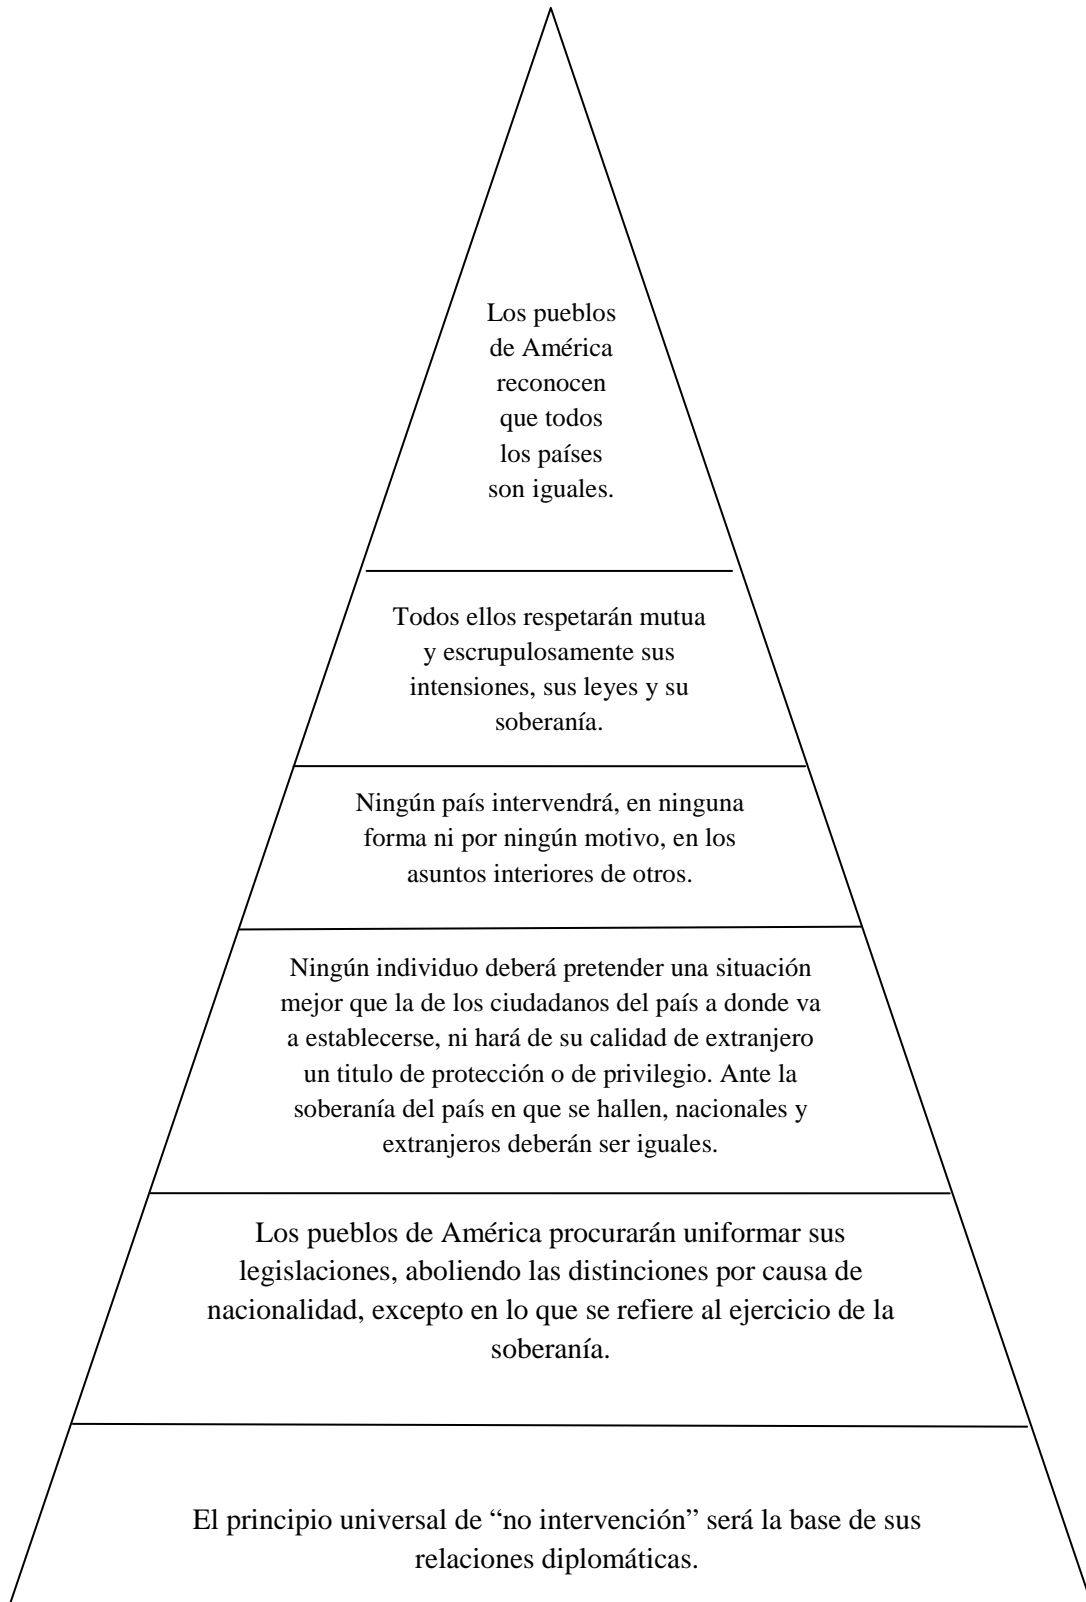 Los pueblos
de América
reconocen
que todos
los países
son iguales.
Todos ellos respetarán mutua
y escrupulosamente sus
intensiones, sus leyes y su
soberanía.
Ningún país intervendrá, en ninguna
forma ni por ningún motivo, en los
asuntos interiores de otros.
Ningún individuo deberá pretender una situación
mejor que la de los ciudadanos del país a donde va
a establecerse, ni hará de su calidad de extranjero
un titulo de protección o de privilegio. Ante la
soberanía del país en que se hallen, nacionales y
extranjeros deberán ser iguales.
Los pueblos de América procurarán uniformar sus
legislaciones, aboliendo las distinciones por causa de
nacionalidad, excepto en lo que se refiere al ejercicio de la
soberanía.
El principio universal de “no intervención” será la base de sus
relaciones diplomáticas.